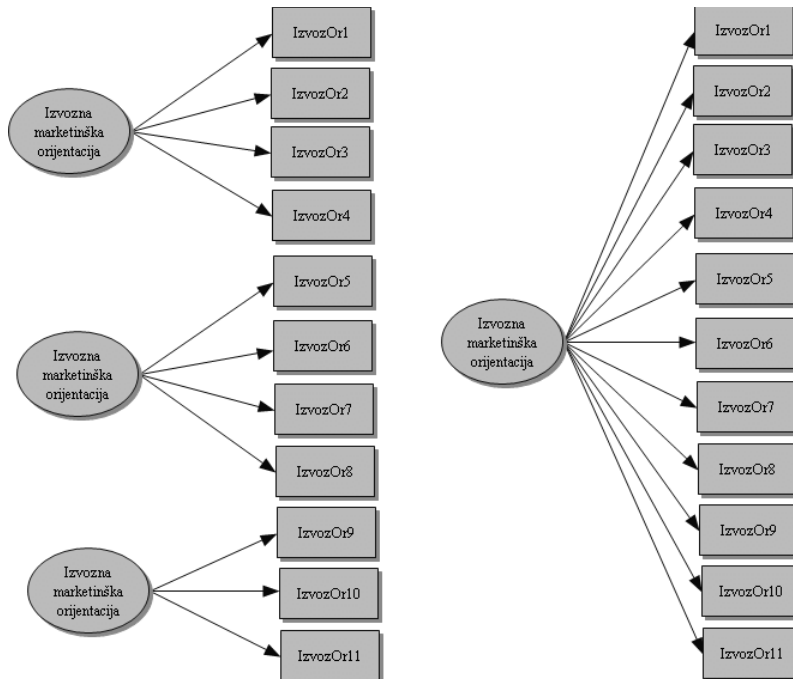 Izvozna
marketinška
orijentacija
IzvozOr1
IzvozOr2
IzvozOr3
IzvozOr4
Izvozna
marketinška
orijentacija
IzvozOr5
IzvozOr6
IzvozOr7
IzvozOr8
Izvozna
marketinška
orijentacija
IzvozOr9
IzvozOr10
IzvozOr11
Izvozna
marketinška
orijentacija
IzvozOr1
IzvozOr2
IzvozOr3
IzvozOr4
IzvozOr5
IzvozOr6
IzvozOr7
IzvozOr8
IzvozOr9
IzvozOr10
IzvozOr11